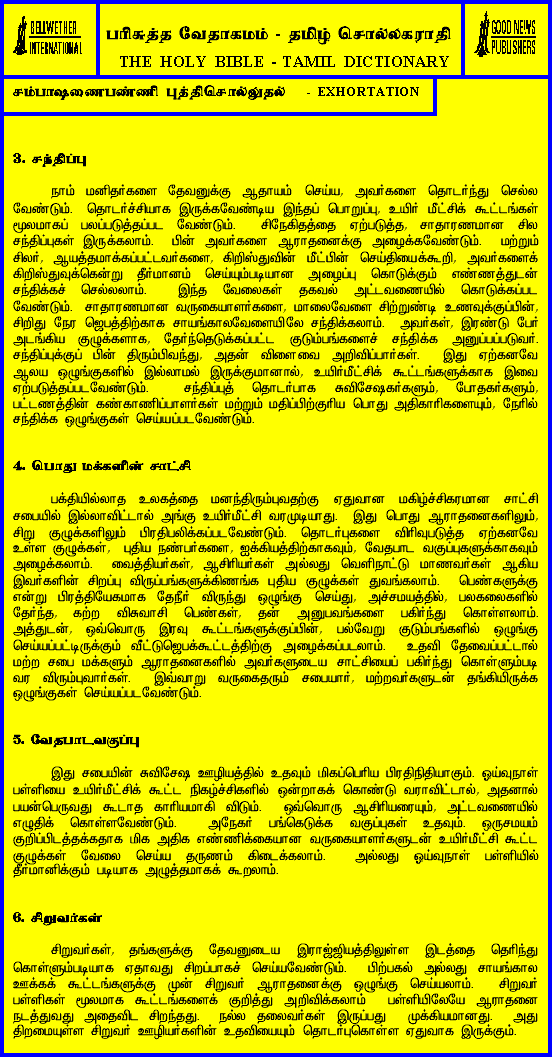 BELLWETHER
INTERNATIONAL
பரிசுத்த வேதாகமம் - தமிழ் சொல்லகராதி
THE HOLY BIBLE - TAMIL DICTIONARY
GOOD NEWS
PUBLISHERS
சம்பாஷணைபண்ணி புத்திசொல்லுதல் - EXHORTATION
3. சந்திப்பு
நாம் மனிதர்களை தேவனுக்கு ஆதாயம் செய்ய, அவர்களை தொடர்ந்து செல்ல
வேண்டும். தொடர்ச்சியாக இருக்கவேண்டிய இந்தப் பொறுப்பு, உயிர் மீட்சிக் கூட்டங்கள்
மூலமாகப் பலப்படுத்தப்பட வேண்டும். சிநேகிதத்தை ஏற்படுத்த, சாதாரணமான சில
சந்திப்புகள் இருக்கலாம். பின் அவர்களை ஆராதனைக்கு அழைக்கவேண்டும். மற்றும்
சிலர், ஆயத்தமாக்கப்பட்டவர்களை, கிறிஸ்துவின் மீட்பின் செய்தியைக்கூறி, அவர்களைக்
கிறிஸ்துவுக்கென்று தீர்மானம் செய்யும்படியான அழைப்பு கொடுக்கும் எண்ணத்துடன்
சந்திக்கச் செல்லலாம். இந்த வேலைகள் தகவல் அட்டவணையில் கொடுக்கப்பட
வேண்டும். சாதாரணமான வருகையாளர்களை, மாலைவேளை சிற்றுண்டி உணவுக்குப்பின்,
சிறிது நேர ஜெபத்திற்காக சாயங்காலவேளையிலே சந்திக்கலாம். அவர்கள், இரண்டு பேர்
அடங்கிய குழுக்களாக, தேர்ந்தெடுக்கப்பட்ட குடும்பங்களைச் சந்திக்க அனுப்பப்படுவர்.
சந்திப்புக்குப் பின் திரும்பிவந்து, அதன் விளைவை அறிவிப்பார்கள். இது ஏற்கனவே
ஆலய ஒழுங்குகளில் இல்லாமல் இருக்குமானால், உயிர்மீட்சிக் கூட்டங்களுக்காக இவை
ஏற்படுத்தப்படவேண்டும். சந்திப்புத் தொடர்பாக சுவிசேஷகர்களும், போதகர்களும்,
பட்டணத்தின் கண்காணிப்பாளர்கள் மற்றும் மதிப்பிற்குரிய பொது அதிகாரிகளையும், நேரில்
சந்திக்க ஒழுங்குகள் செய்யப்படவேண்டும்.
4. பொது மக்களின் சாட்சி
பக்தியில்லாத உலகத்தை மனந்திரும்புவதற்கு ஏதுவான மகிழ்ச்சிகரமான சாட்சி
சபையில் இல்லாவிட்டால் அங்கு உயிர்மீட்சி வரமுடியாது. இது பொது ஆராதனைகளிலும்,
சிறு குழுக்களிலும் பிரதிபலிக்கப்படவேண்டும். தொடர்புகளை விரிவுபடுத்த ஏற்கனவே
உள்ள குழுக்கள், புதிய நண்பர்களை, ஐக்கியத்திற்காகவும், வேதபாட வகுப்புகளுக்காகவும்
அழைக்கலாம். வைத்தியர்கள், ஆசிரியர்கள் அல்லது வெளிநாட்டு மாணவர்கள் ஆகிய
இவர்களின் சிறப்பு விருப்பங்களுக்கிணங்க புதிய குழுக்கள் துவங்கலாம். பெண்களுக்கு
என்று பிரத்தியேகமாக தேநீர் விருந்து ஒழுங்கு செய்து, அச்சமயத்தில், பலகலைகளில்
தேர்ந்த, கற்ற விசுவாசி பெண்கள், தன் அனுபவங்களை பகிர்ந்து கொள்ளலாம்.
அத்துடன், ஒவ்வொரு இரவு கூட்டங்களுக்குப்பின், பல்வேறு குடும்பங்களில் ஒழுங்கு
செய்யப்பட்டிருக்கும் வீட்டுஜெபக்கூட்டத்திற்கு அழைக்கப்படலாம். உதவி தேவைப்பட்டால்
மற்ற சபை மக்களும் ஆராதனைகளில் அவர்களுடைய சாட்சியைப் பகிர்ந்து கொள்ளும்படி
வர விரும்புவார்கள். இவ்வாறு வருகைதரும் சபையார், மற்றவர்களுடன் தங்கியிருக்க
ஒழுங்குகள் செய்யப்படவேண்டும்.
5. வேதபாடவகுப்பு
இது சபையின் சுவிசேஷ ஊழியத்தில் உதவும் மிகப்பெரிய பிரதிநிதியாகும். ஓய்வுநாள்
பள்ளியை உயிர்மீட்சிக் கூட்ட நிகழ்ச்சிகளில் ஒன்றாகக் கொண்டு வராவிட்டால், அதனால்
பயன்பெருவது கூடாத காரியமாகி விடும். ஒவ்வொரு ஆசிரியரையும், அட்டவணையில்
எழுதிக் கொள்ளவேண்டும். அநேகர் பங்கெடுக்க வகுப்புகள் உதவும். ஒருசமயம்
குறிப்பிடத்தக்கதாக மிக அதிக எண்ணிக்கையான வருகையாளர்களுடன் உயிர்மீட்சி கூட்ட
குழுக்கள் வேலை செய்ய தருணம் கிடைக்கலாம். அல்லது ஓய்வுநாள் பள்ளியில்
தீர்மானிக்கும் படியாக அழுத்தமாகக் கூறலாம்.
6. சிறுவர்கள்
சிறுவர்கள், தங்களுக்கு தேவனுடைய இராஜ்ஜியத்திலுள்ள இடத்தை தெரிந்து
கொள்ளும்படியாக ஏதாவது சிறப்பாகச் செய்யவேண்டும். பிற்பகல் அல்லது சாயங்கால
ஊக்கக் கூட்டங்களுக்கு முன் சிறுவர் ஆராதனைக்கு ஒழுங்கு செய்யலாம். சிறுவர்
பள்ளிகள் மூலமாக கூட்டங்களைக் குறித்து அறிவிக்கலாம் பள்ளியிலேயே ஆராதனை
நடத்துவது அதைவிட சிறந்தது. நல்ல தலைவர்கள் இருப்பது முக்கியமானது. அது
திறமையுள்ள சிறுவர் ஊழியர்களின் உதவியையும் தொடர்புகொள்ள ஏதுவாக இருக்கும்.